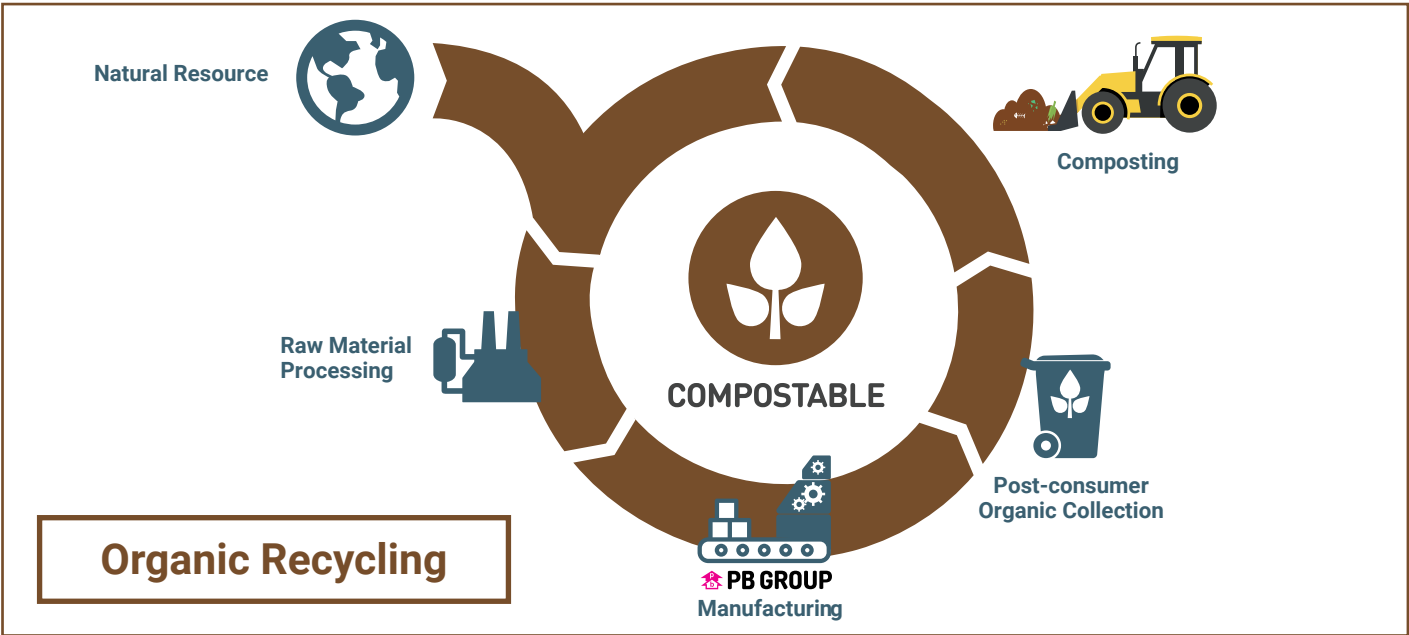 Natural Resource
Composting
Raw Material
Processing
COMPOSTABLE
Post-consumer
Organic Collection
PB GROUP
Manufacturing
Organic Recycling